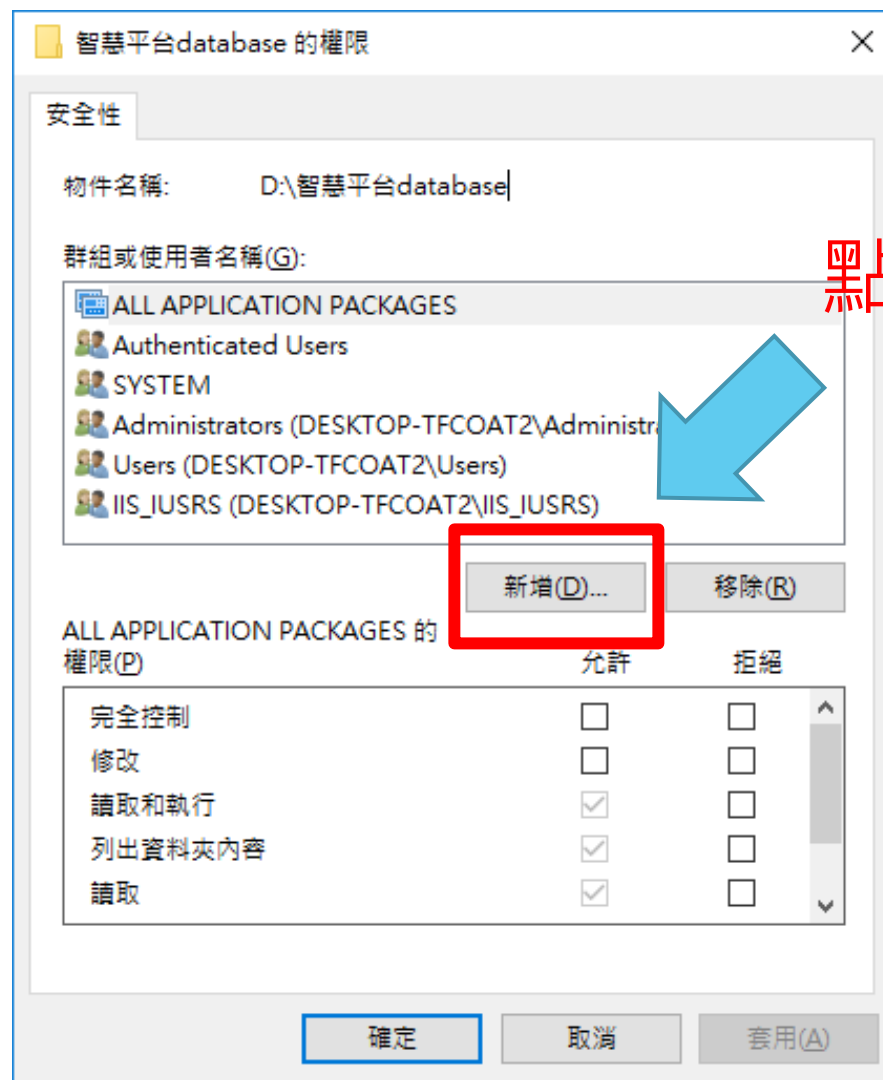 智慧平台database 的權限
安全性
物件名稱: D:\智慧平台database
群組或使用者名稱(G):
點
ALL APPLICATION PACKAGES
Authenticated Users
SYSTEM
Administrators (DESKTOP-TFCOAT2\Administra
Users (DESKTOP-TFCOAT2\Users)
IIS_IUSRS (DESKTOP-TFCOAT2\IIS_IUSRS)
新增(D)... 移除(R)
ALL APPLICATION PACKAGES 的
權限(P) 允許 拒絕
完全控制
修改
讀取和執行
列出資料夾內容
讀取
確定 取消 套用(A)